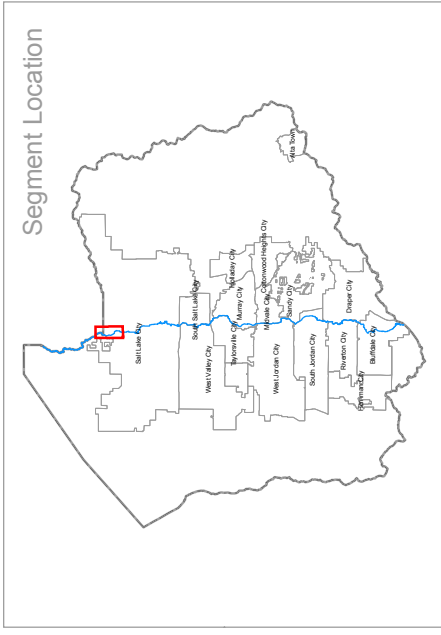 Segment Location
Alta Town
Salt Lake City
South Salt Lake City
Holladay City
Cottonwood Heights City
West Valley City
Taylorsville City
Murray City
Midvale City
Sandy City
West Jordan City
South Jordan City
Draper City
Riverton City
Bluffdale City
Herriman City